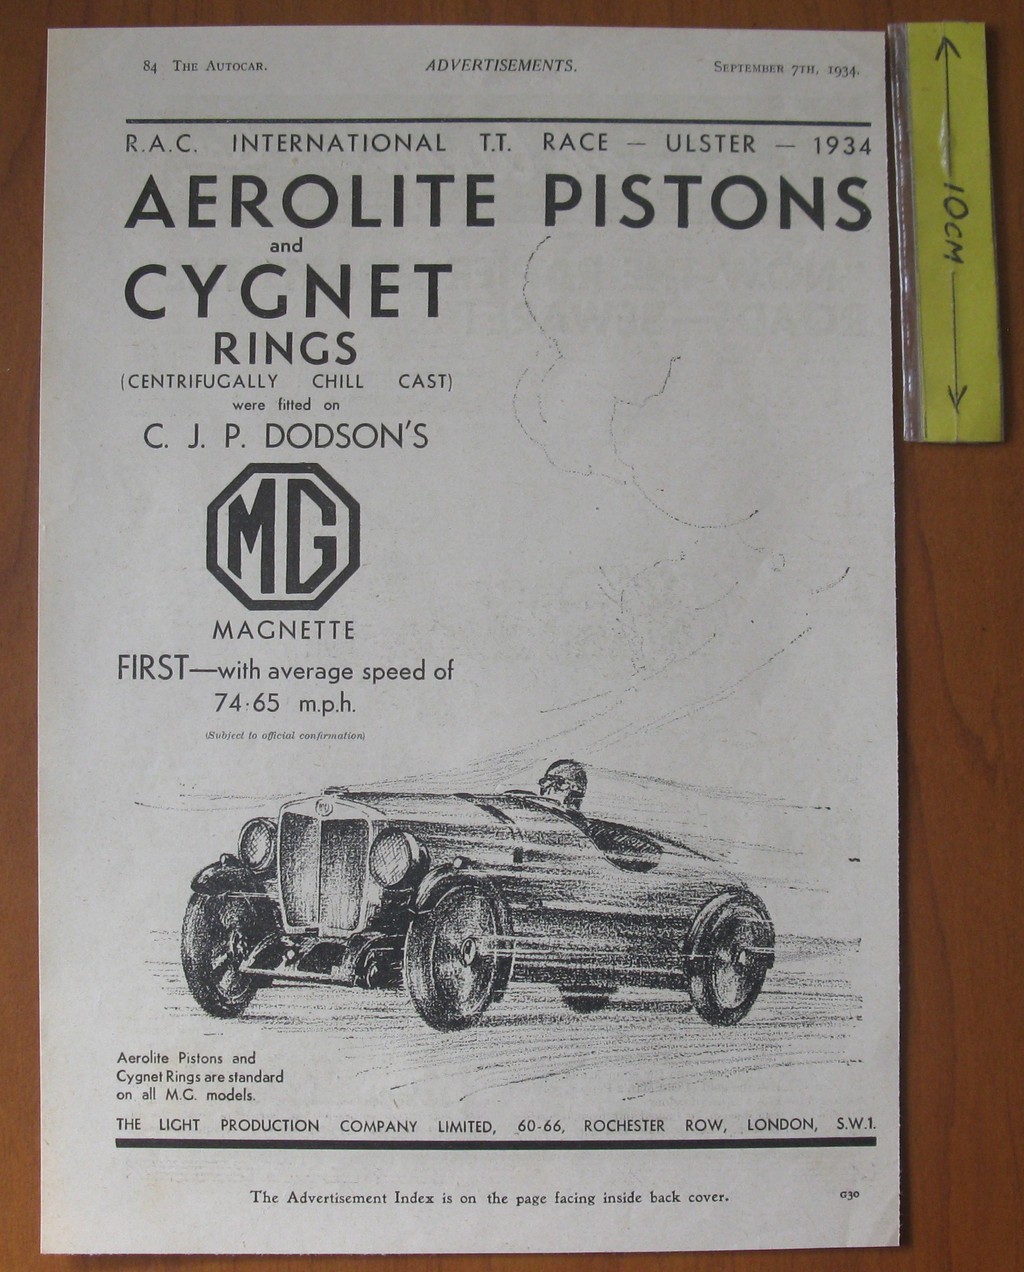 84 THE AUTOCAR. ADVERTISEMENTS. SEPTEMBER 7TH, 1934.
R.A.C. INTERNATIONAL T.T. RACE — ULSTER — 1934
AEROLITE PISTONS
and
CYGNET
RINGS
(CENTRIFUGALLY CHILL CAST)
were fitted on
C. J. P. DODSON'S
MG
MAGNETTE
FIRST—with average speed of
74·65 m.p.h.
(Subject to official confirmation)
MG
Aerolite Pistons and
Cygnet Rings are standard
on all M.G. models.
THE LIGHT PRODUCTION COMPANY LIMITED, 60-66, ROCHESTER ROW, LONDON, S.W.1.
The Advertisement Index is on the page facing inside back cover. G30
10CM